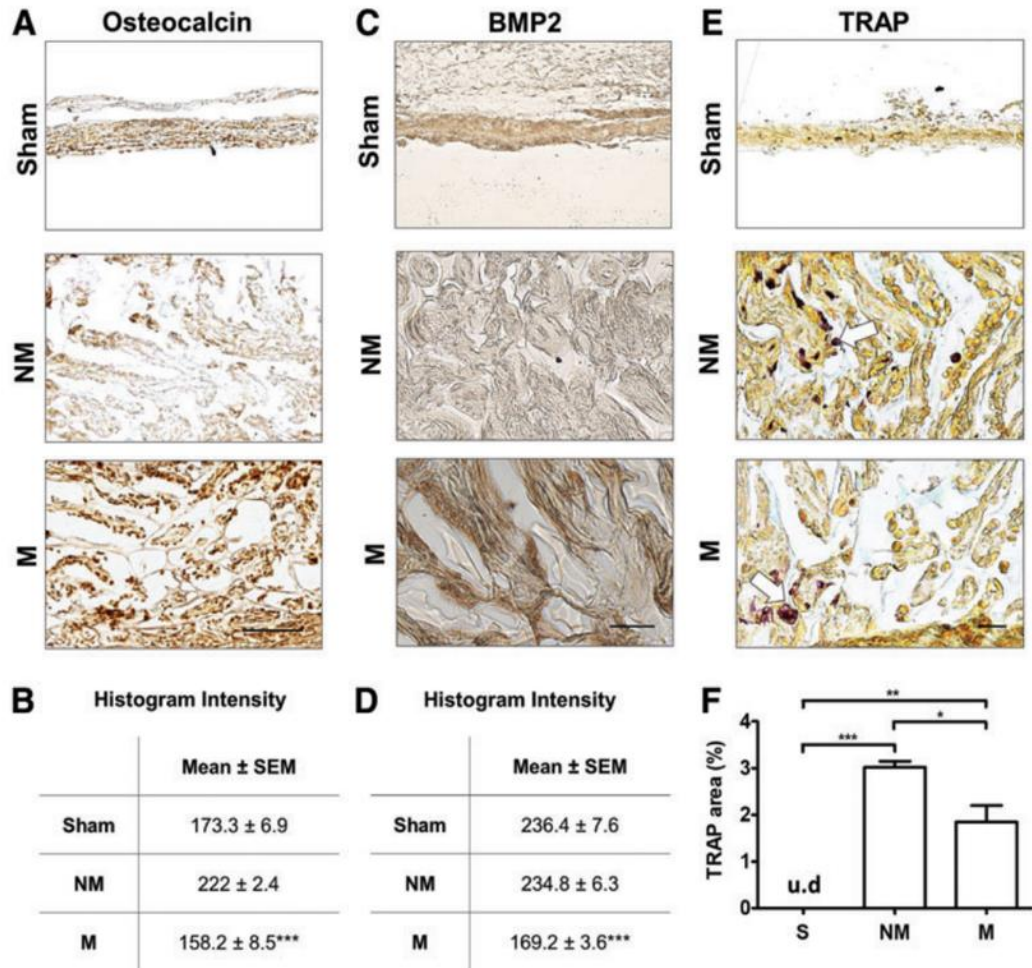 A Osteocalcin
Sham
NM
M
C BMP2
Sham
NM
M
E TRAP
Sham
NM
M
B Histogram Intensity
Mean ± SEM
Sham 173.3 ± 6.9
NM 222 ± 2.4
M 158.2 ± 8.5***
D Histogram Intensity
Mean ± SEM
Sham 236.4 ± 7.6
NM 234.8 ± 6.3
M 169.2 ± 3.6***
F
**
*
***
TRAP area (%)
4
3
2
1
0
u.d
S NM M